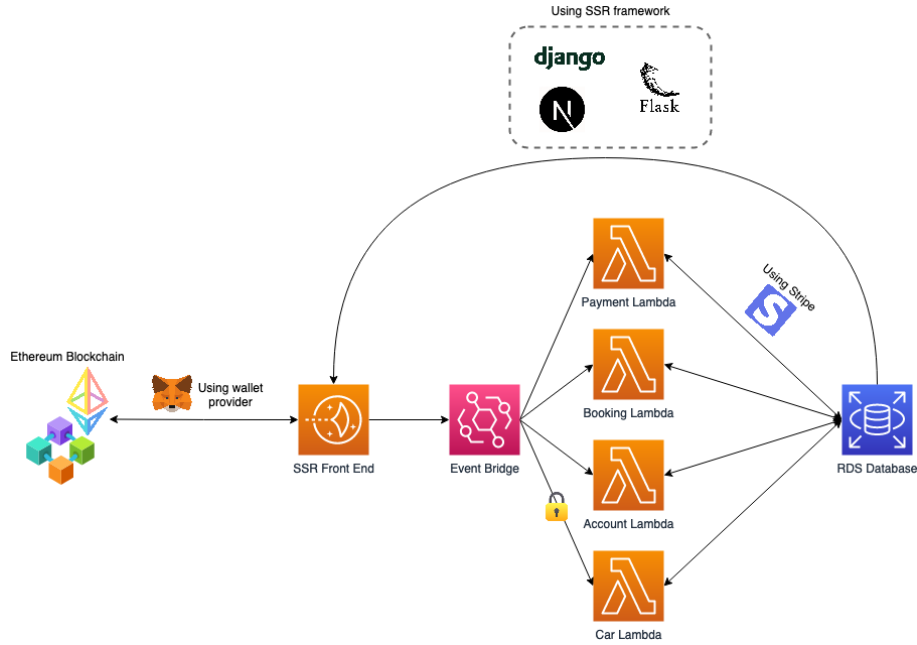 Using SSR framework
django
N
Flask
Payment Lambda
Using Stripe
S
Ethereum Blockchain
Using wallet
provider
Booking Lambda
SSR Front End
Event Bridge
RDS Database
Account Lambda
Car Lambda